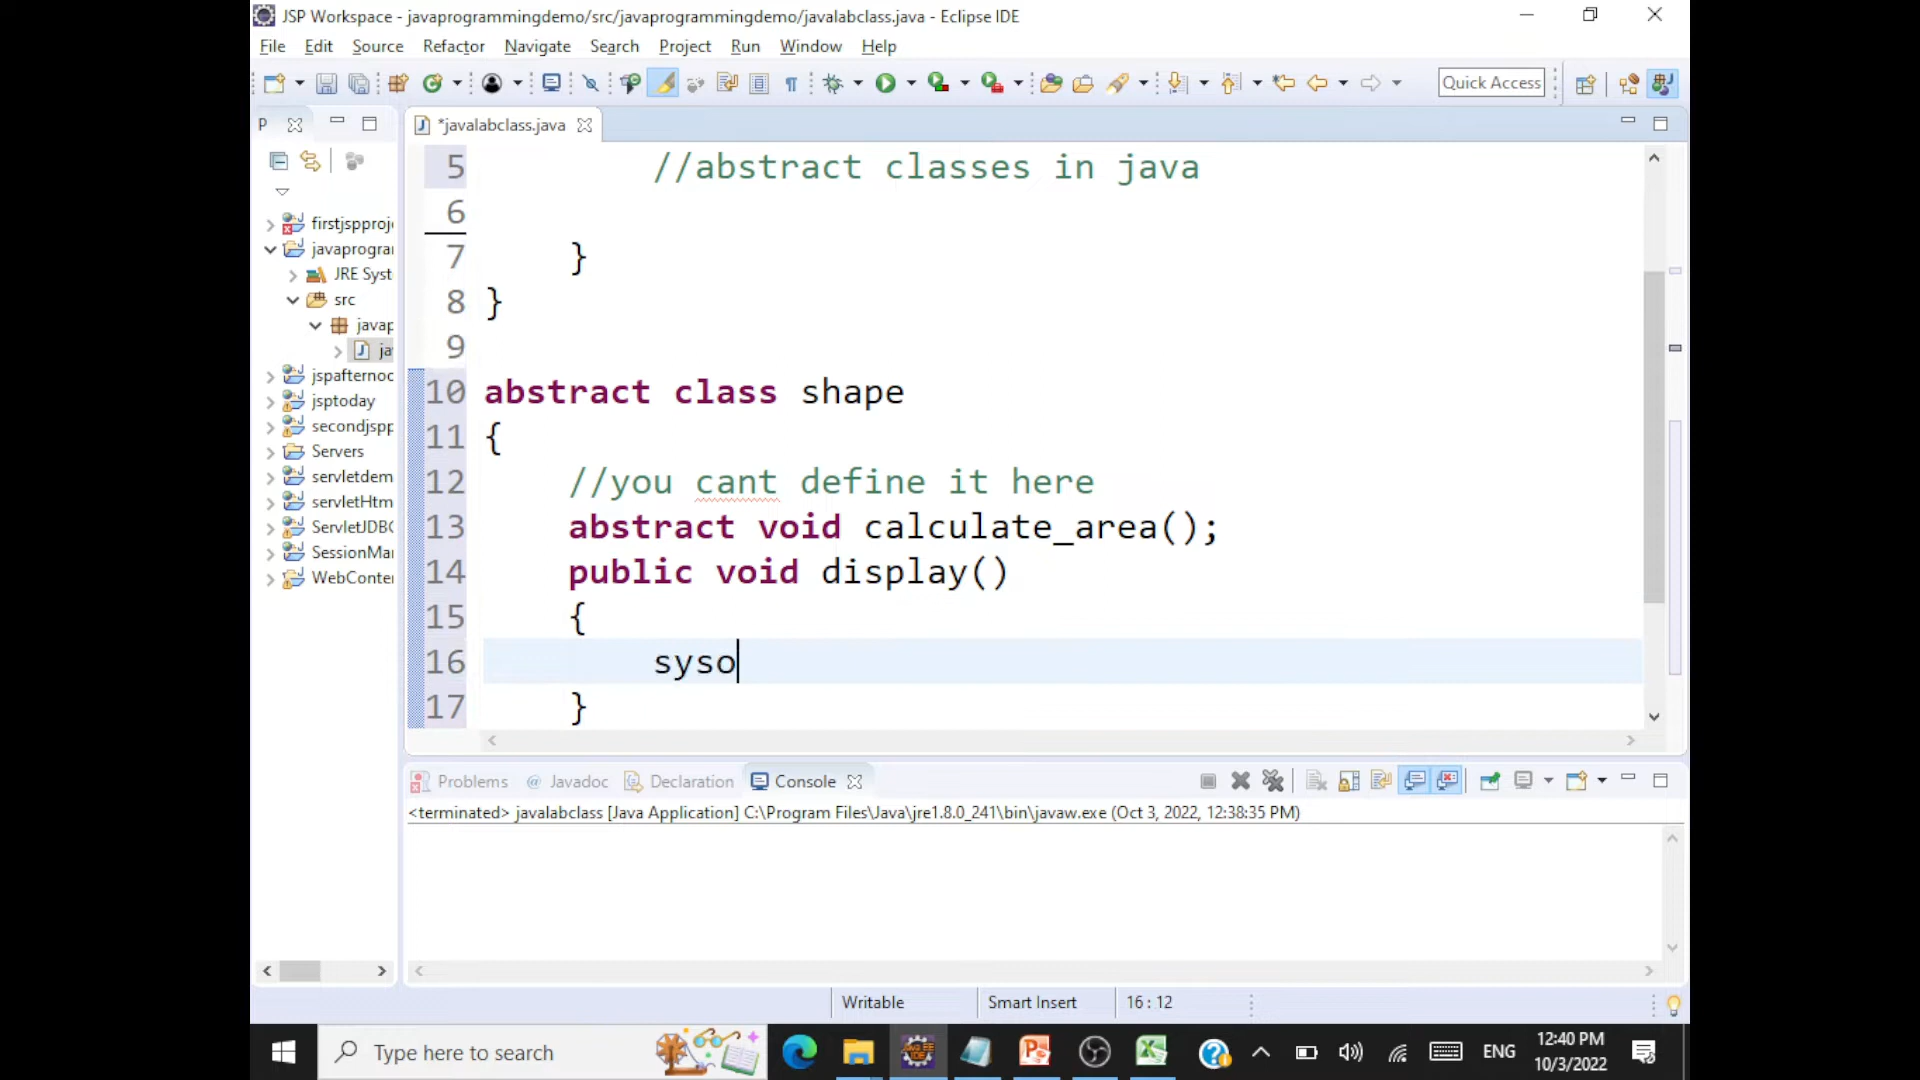 JSP Workspace - javaprogrammingdemo/src/javaprogrammingdemo/javalabclass.java - Eclipse IDE
File Edit Source Refactor Navigate Search Project Run Window Help
Quick Access
P
*javalabclass.java
firstjspproj
javaprogra
JRE Syst
src
javap
ja
jspafternoo
jsptoday
secondjspp
Servers
servletdem
servletHtm
ServletJDBC
SessionMa
WebConte
5 //abstract classes in java
6
7 }
8 }
9
10 abstract class shape
11 {
12 //you cant define it here
13 abstract void calculate_area();
14 public void display()
15 {
16 syso
17 }
Problems @ Javadoc Declaration Console
<terminated> javalabclass [Java Application] C:\Program Files\Java\jre1.8.0_241\bin\javaw.exe (Oct 3, 2022, 12:38:35 PM)
Writable Smart Insert 16 : 12
Type here to search
ENG
12:40 PM
10/3/2022